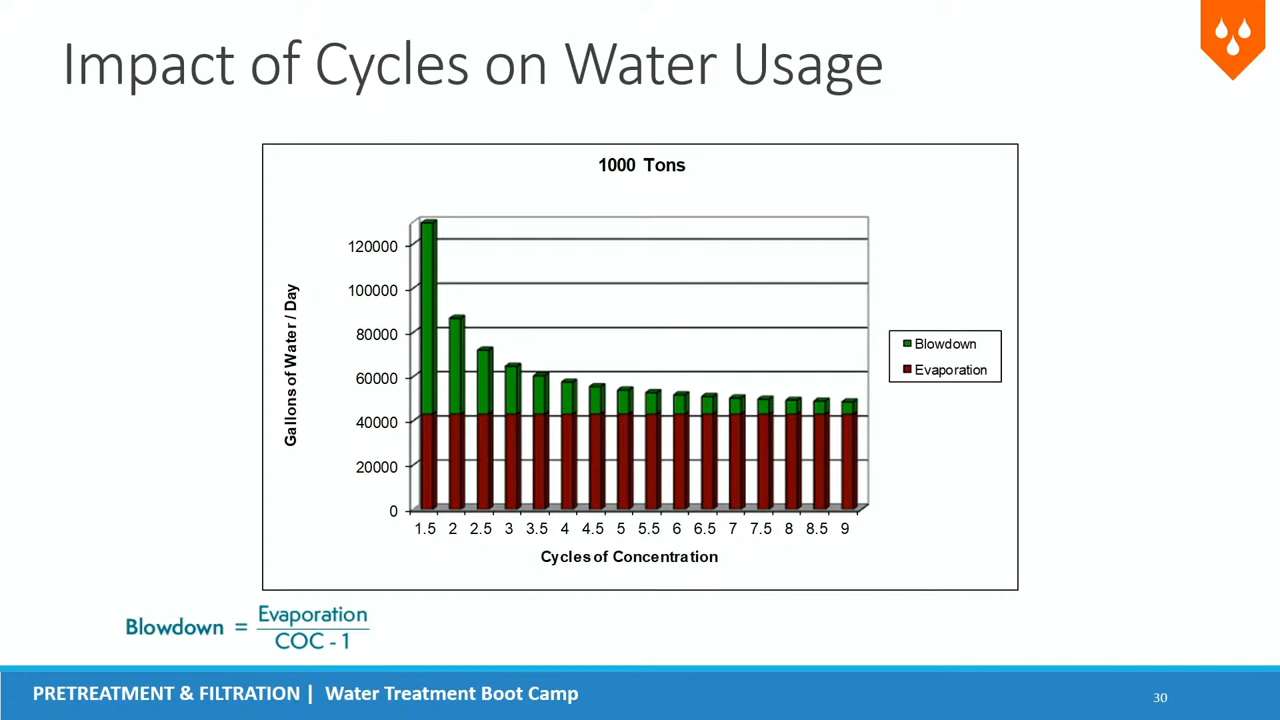 Impact of Cycles on Water Usage
1000 Tons
Gallons of Water / Day
120000
100000
80000
60000
40000
20000
0
1.5 2 2.5 3 3.5 4 4.5 5 5.5 6 6.5 7 7.5 8 8.5 9
Cycles of Concentration
Blowdown
Evaporation
Blowdown = Evaporation
COC - 1
PRETREATMENT & FILTRATION | Water Treatment Boot Camp
30